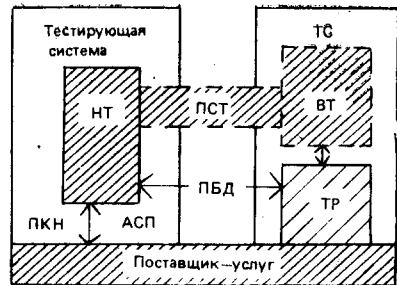 Тестирующая
система
ТС
НТ
ПСТ
ВТ
ПБД
ТР
ПКН
АСП
Поставщик—услуг